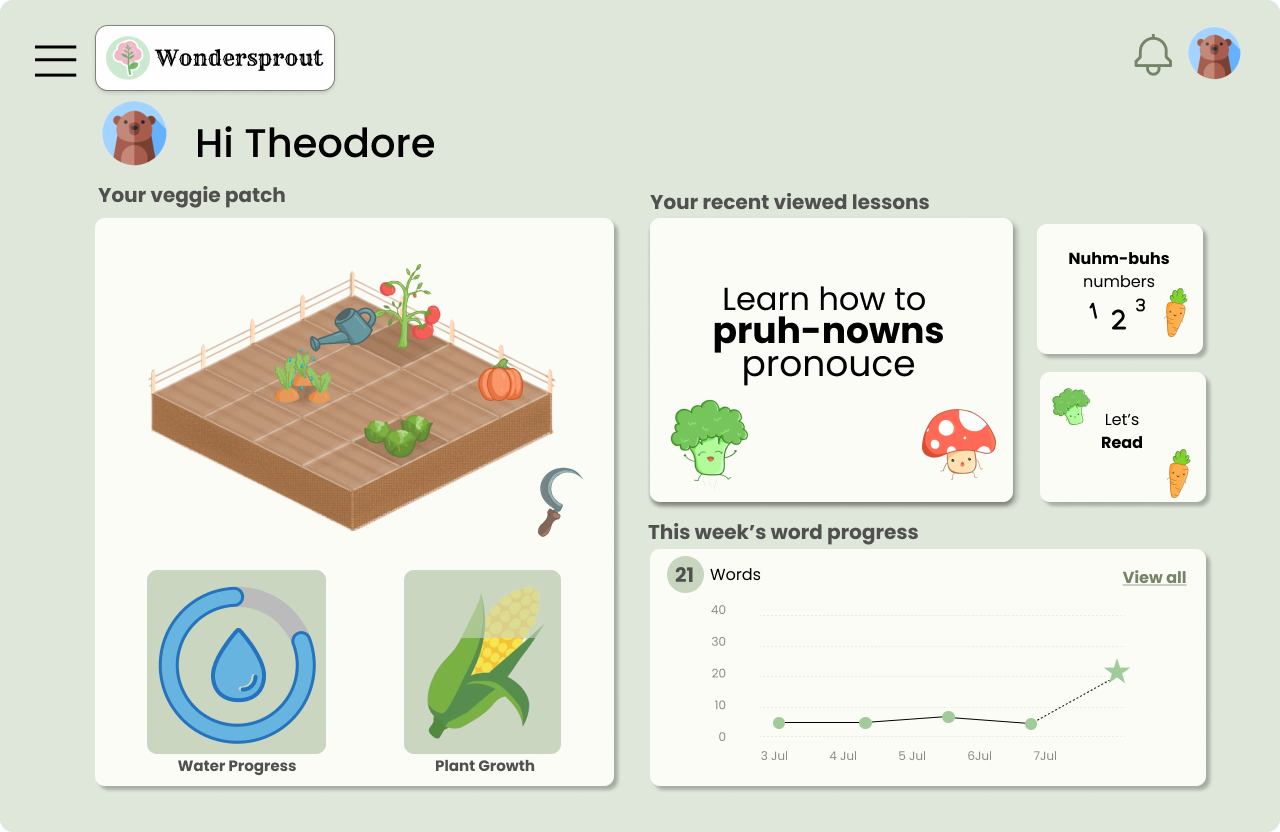 Wondersprout
Hi Theodore
Your veggie patch
Water Progress
Plant Growth
Your recent viewed lessons
Learn how to
pruh-nowns
pronouce
Nuhm-buhs
numbers
1 2 3
Let's
Read
This week's word progress
21 Words
View all
40
30
20
10
0
3 Jul 4 Jul 5 Jul 6Jul 7Jul